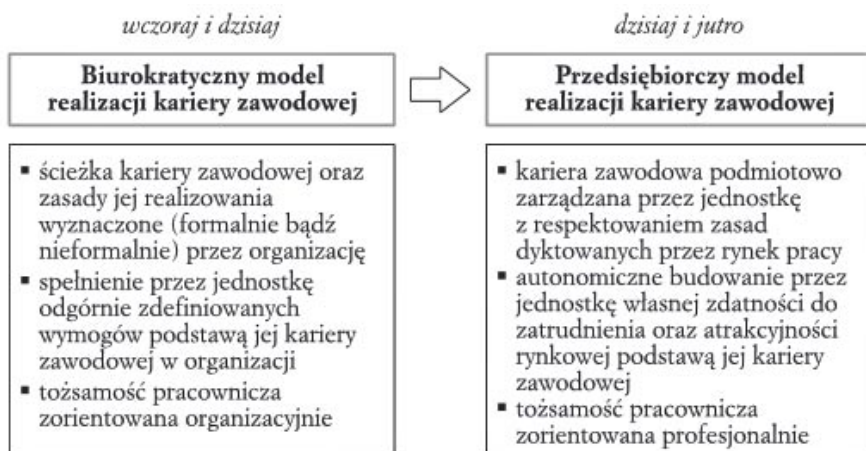 wczoraj i dzisiaj
Biurokratyczny model
realizacji kariery zawodowej
▪ ścieżka kariery zawodowej oraz
zasady jej realizowania
wyznaczone (formalnie bądź
nieformalnie) przez organizację
▪ spełnienie przez jednostkę
odgórnie zdefiniowanych
wymogów podstawą jej kariery
zawodowej w organizacji
▪ tożsamość pracownicza
zorientowana organizacyjnie
dzisiaj i jutro
Przedsiębiorczy model
realizacji kariery zawodowej
▪ kariera zawodowa podmiotowo
zarządzana przez jednostkę
z respektowaniem zasad
dyktowanych przez rynek pracy
▪ autonomiczne budowanie przez
jednostkę własnej zdatności do
zatrudnienia oraz atrakcyjności
rynkowej podstawą jej kariery
zawodowej
▪ tożsamość pracownicza
zorientowana profesjonalnie